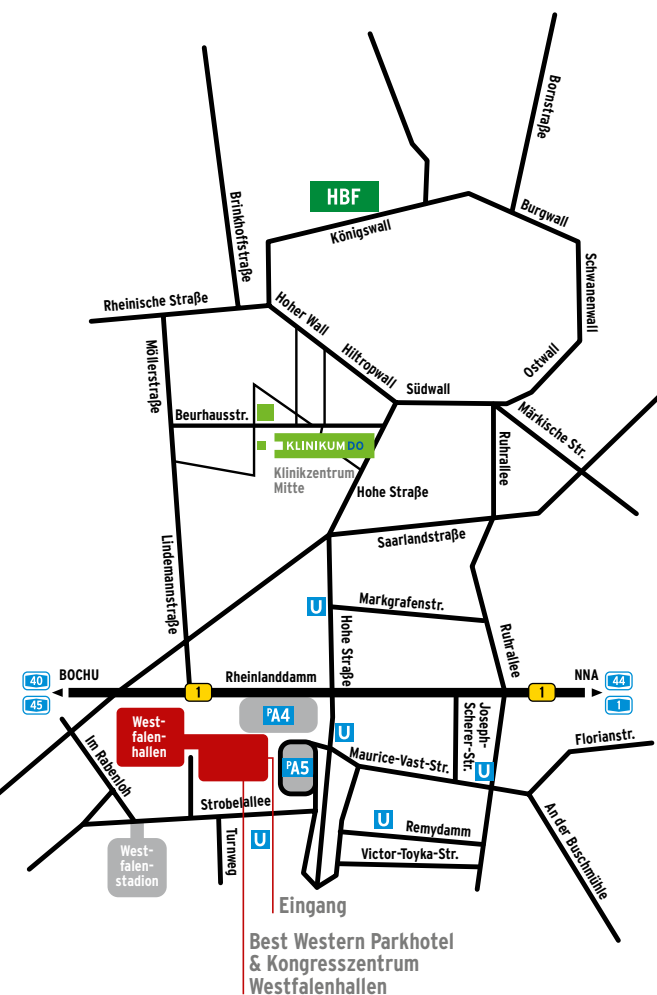 Bornstraße
HBF
Brinkhoffstraße
Burgwall
Königswall
Schwanenwall
Rheinische Straße
Hoher Wall
Möllerstraße
Hiltropwall
Ostwall
Südwall
Beurhausstr.
Märkische Str.
KLINIKUMDO
Ruhrallee
Klinikzentrum
Mitte
Hohe Straße
Lindemannstraße
Saarlandstraße
U
Markgrafenstr.
Hohe Straße
Ruhrallee
40
BOCHU
Rheinlanddamm
NNA
44
1
1
45
1
PA4
West-
falen-
hallen
Joseph-
Scherer-Str.
Im Rabenloh
U
Florianstr.
Maurice-Vast-Str.
PA5
U
Strobelallee
U
Remydamm
Turnweg
U
An der Buschmühle
Victor-Toyka-Str.
West-
falen-
stadion
Eingang
Best Western Parkhotel
& Kongresszentrum
Westfalenhallen